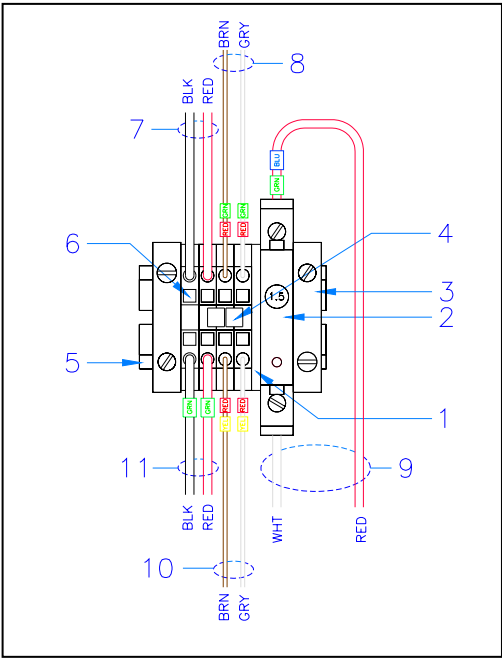 BRN
GRY
8
BLK
RED
7
BLU
GRN
GRN
GRN
RED
RED
4
6
3
1.5
2
5
1
RED
RED
GRN
GRN
YEL
YEL
11
9
BLK
RED
WHT
RED
10
BRN
GRY